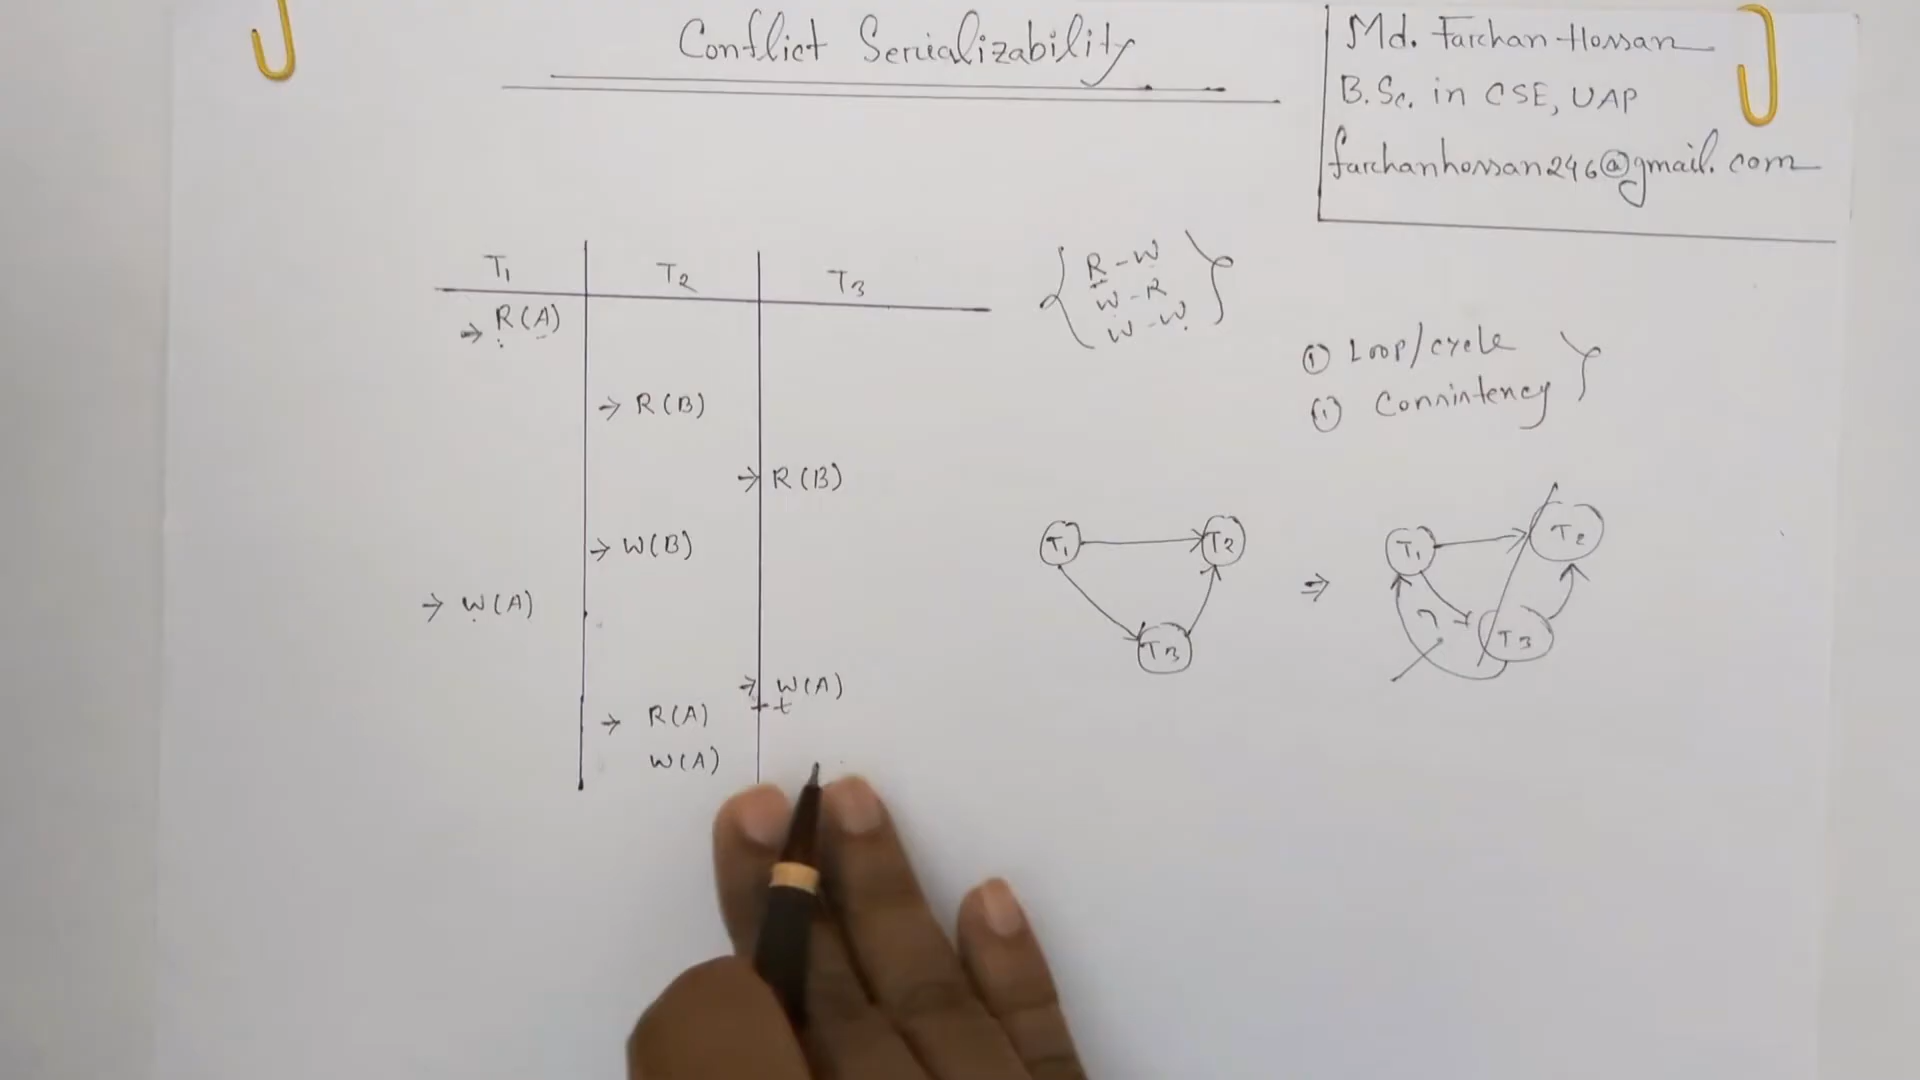 Conflict Serializability
Md. Farhan Hossan
B.Sc. in CSE, UAP
farhanhossan246@gmail.com
T1 T2 T3
→ R(A)
→ R(B)
→ R(B)
→ W(B)
→ W(A)
→ W(A)
→ R(A)
W(A)
R-W
W-R
W-W
① Loop/cycle
① Consistency
T1 → T2
T3
⇒
T1 → T2
T3